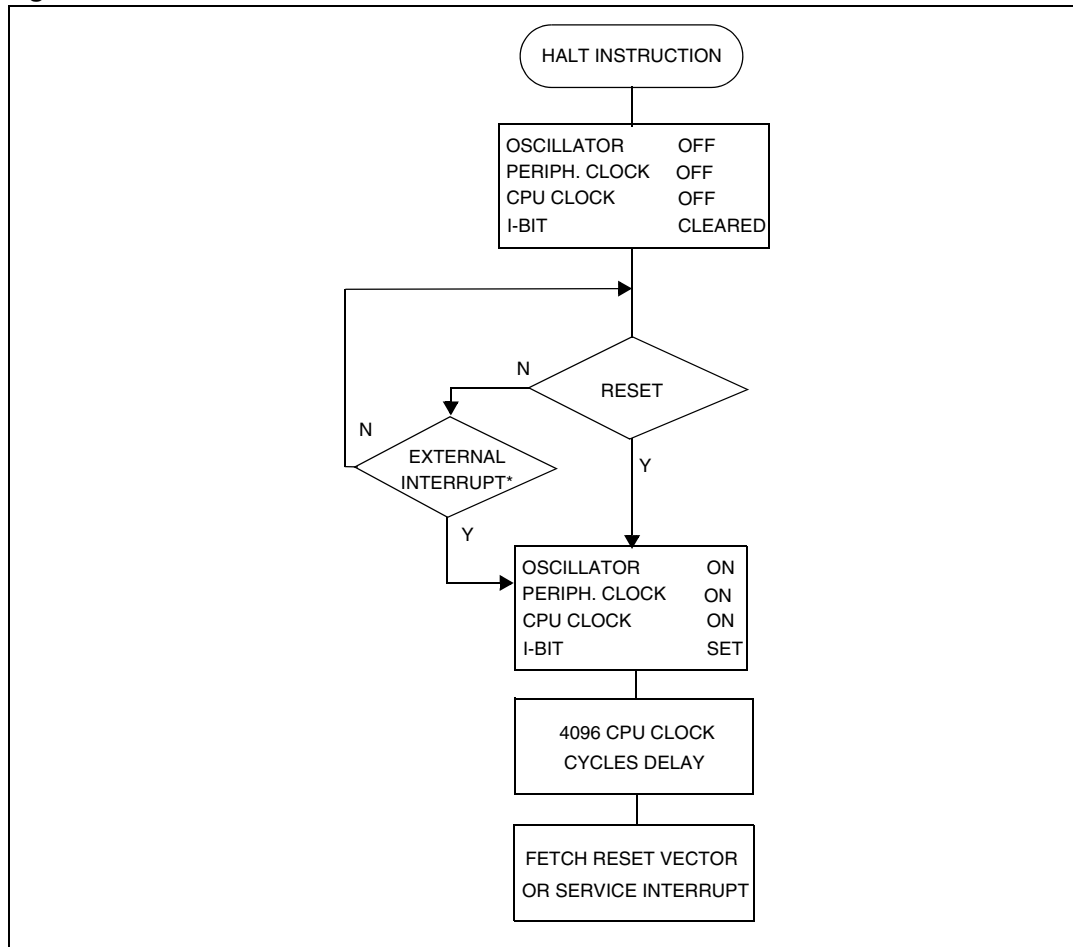 HALT INSTRUCTION
OSCILLATOR OFF
PERIPH. CLOCK OFF
CPU CLOCK OFF
I-BIT CLEARED
N
RESET
N
EXTERNAL
INTERRUPT*
Y
Y
OSCILLATOR ON
PERIPH. CLOCK ON
CPU CLOCK ON
I-BIT SET
4096 CPU CLOCK
CYCLES DELAY
FETCH RESET VECTOR
OR SERVICE INTERRUPT